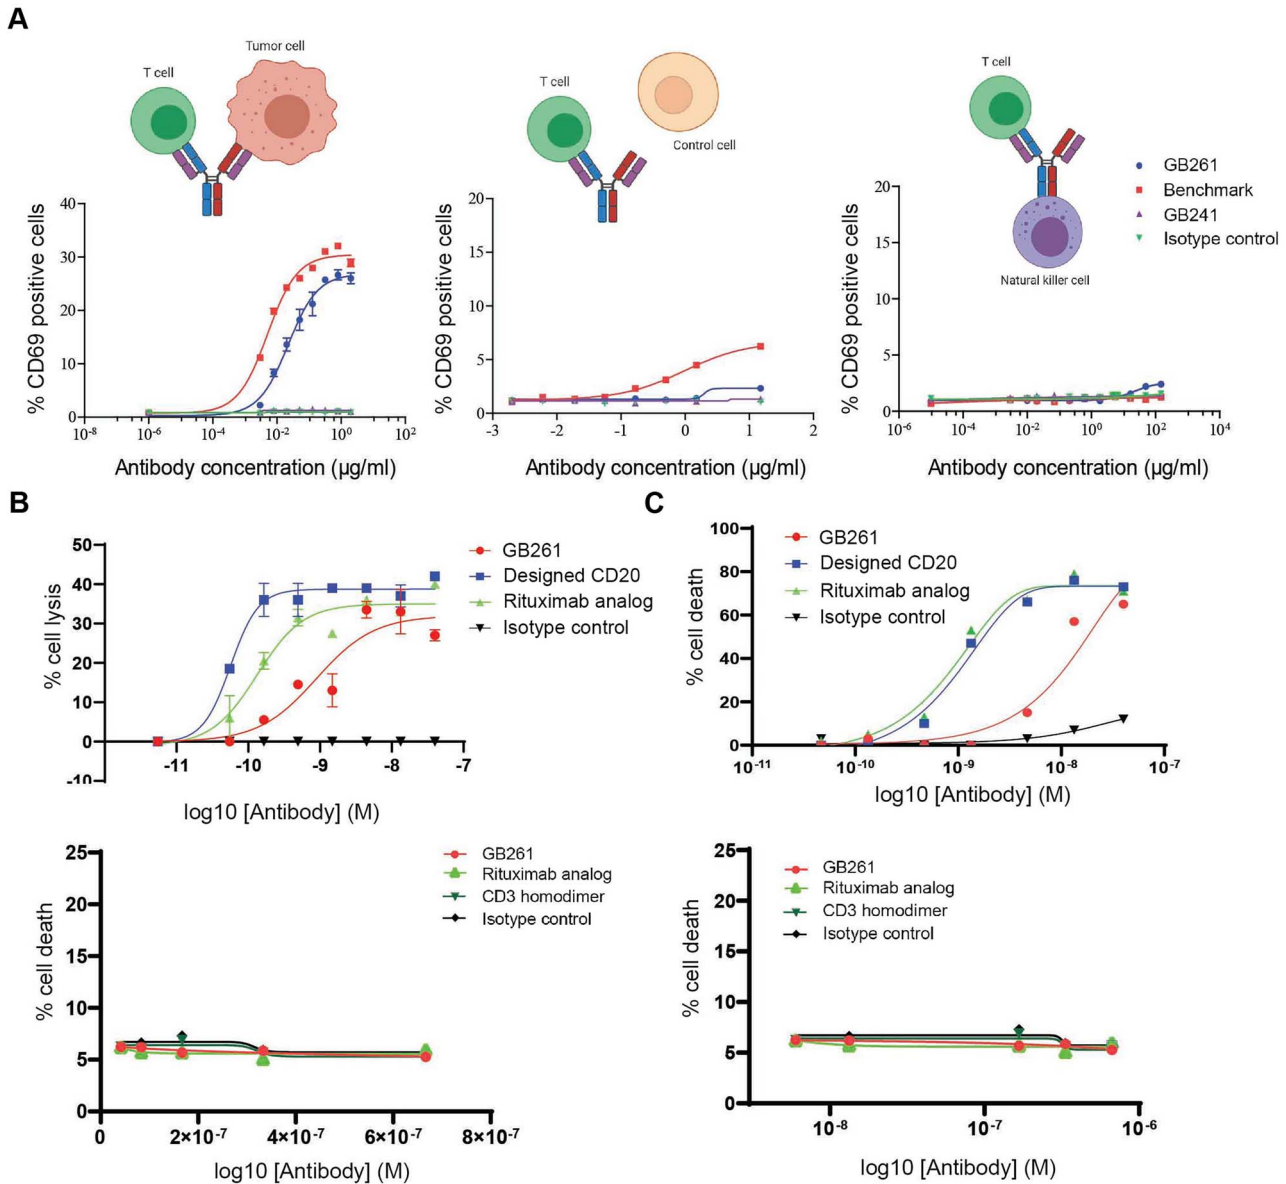 A
Tumor cell
T cell
T cell
Control cell
T cell
Natural killer cell
GB261
Benchmark
GB241
Isotype control
% CD69 positive cells
40
30
20
10
0
10-8
10-6
10-4
10-2
100
102
Antibody concentration (µg/ml)
% CD69 positive cells
20
15
10
5
0
-3
-2
-1
0
1
2
Antibody concentration (µg/ml)
% CD69 positive cells
20
15
10
5
0
10-6
10-4
10-2
100
102
104
Antibody concentration (µg/ml)
B
% cell lysis
50
40
30
20
10
0
-10
-11
-10
-9
-8
-7
log10 [Antibody] (M)
GB261
Designed CD20
Rituximab analog
Isotype control
C
% cell death
100
80
60
40
20
0
10-11
10-10
10-9
10-8
10-7
log10 [Antibody] (M)
GB261
Designed CD20
Rituximab analog
Isotype control
% cell death
25
20
15
10
5
0
0
2×10-7
4×10-7
6×10-7
8×10-7
log10 [Antibody] (M)
GB261
Rituximab analog
CD3 homodimer
Isotype control
% cell death
25
20
15
10
5
0
10-8
10-7
10-6
log10 [Antibody] (M)
GB261
Rituximab analog
CD3 homodimer
Isotype control